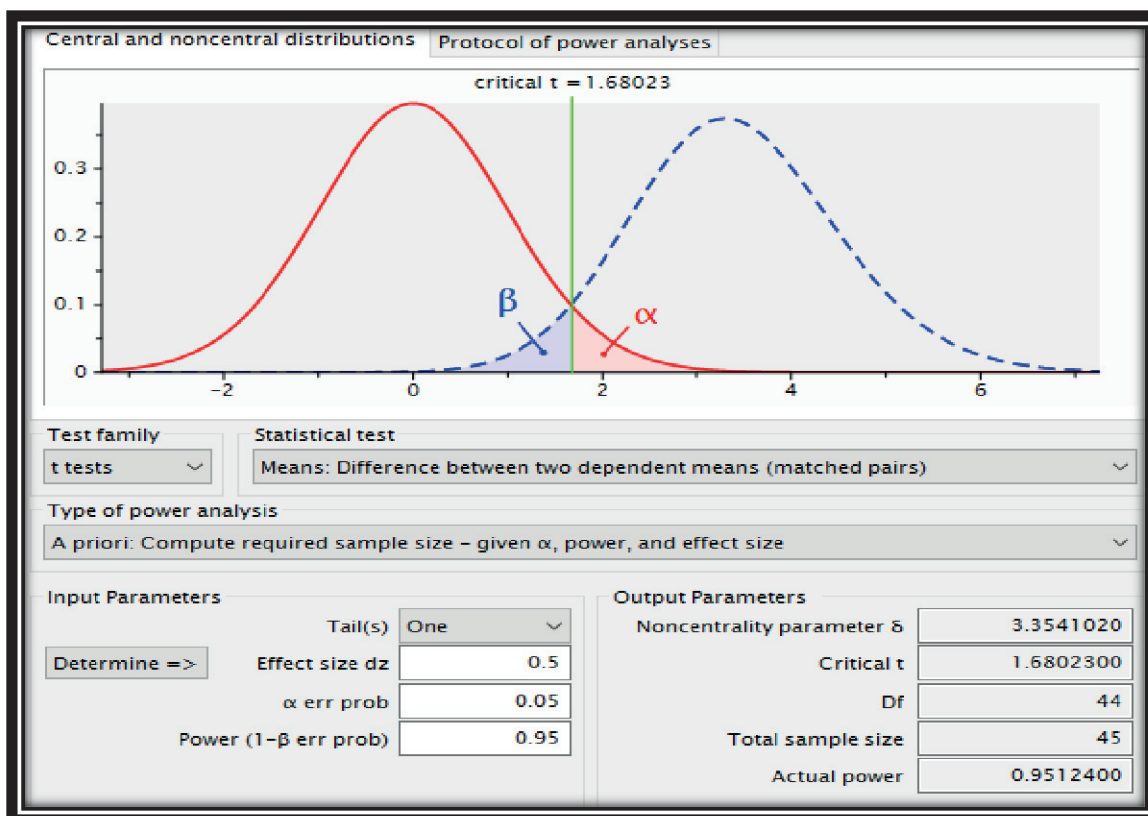 Central and noncentral distributions Protocol of power analyses
critical t = 1.68023
0.3
0.2
0.1
0
β
α
-2 0 2 4 6
Test family Statistical test
t tests Means: Difference between two dependent means (matched pairs)
Type of power analysis
A priori: Compute required sample size – given α, power, and effect size
Input Parameters Output Parameters
Tail(s) One Noncentrality parameter δ 3.3541020
Determine => Effect size dz 0.5 Critical t 1.6802300
α err prob 0.05 Df 44
Power (1–β err prob) 0.95 Total sample size 45
Actual power 0.9512400